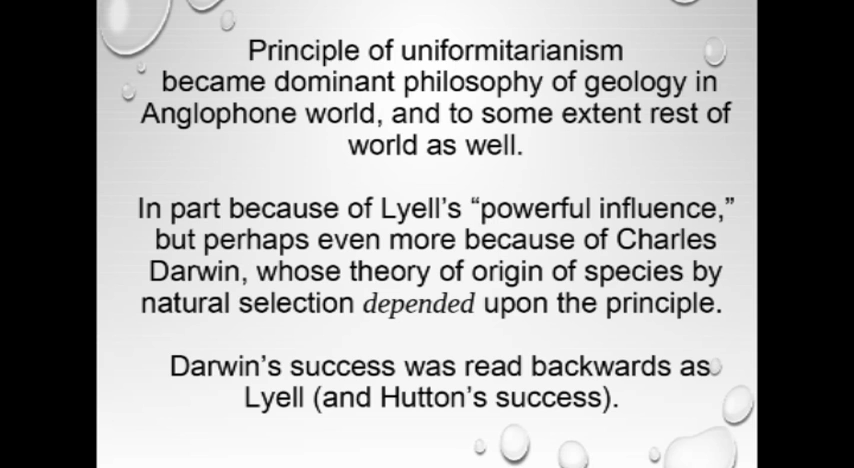 Principle of uniformitarianism
became dominant philosophy of geology in
Anglophone world, and to some extent rest of
world as well.
In part because of Lyell’s “powerful influence,”
but perhaps even more because of Charles
Darwin, whose theory of origin of species by
natural selection depended upon the principle.
Darwin’s success was read backwards as
Lyell (and Hutton’s success).